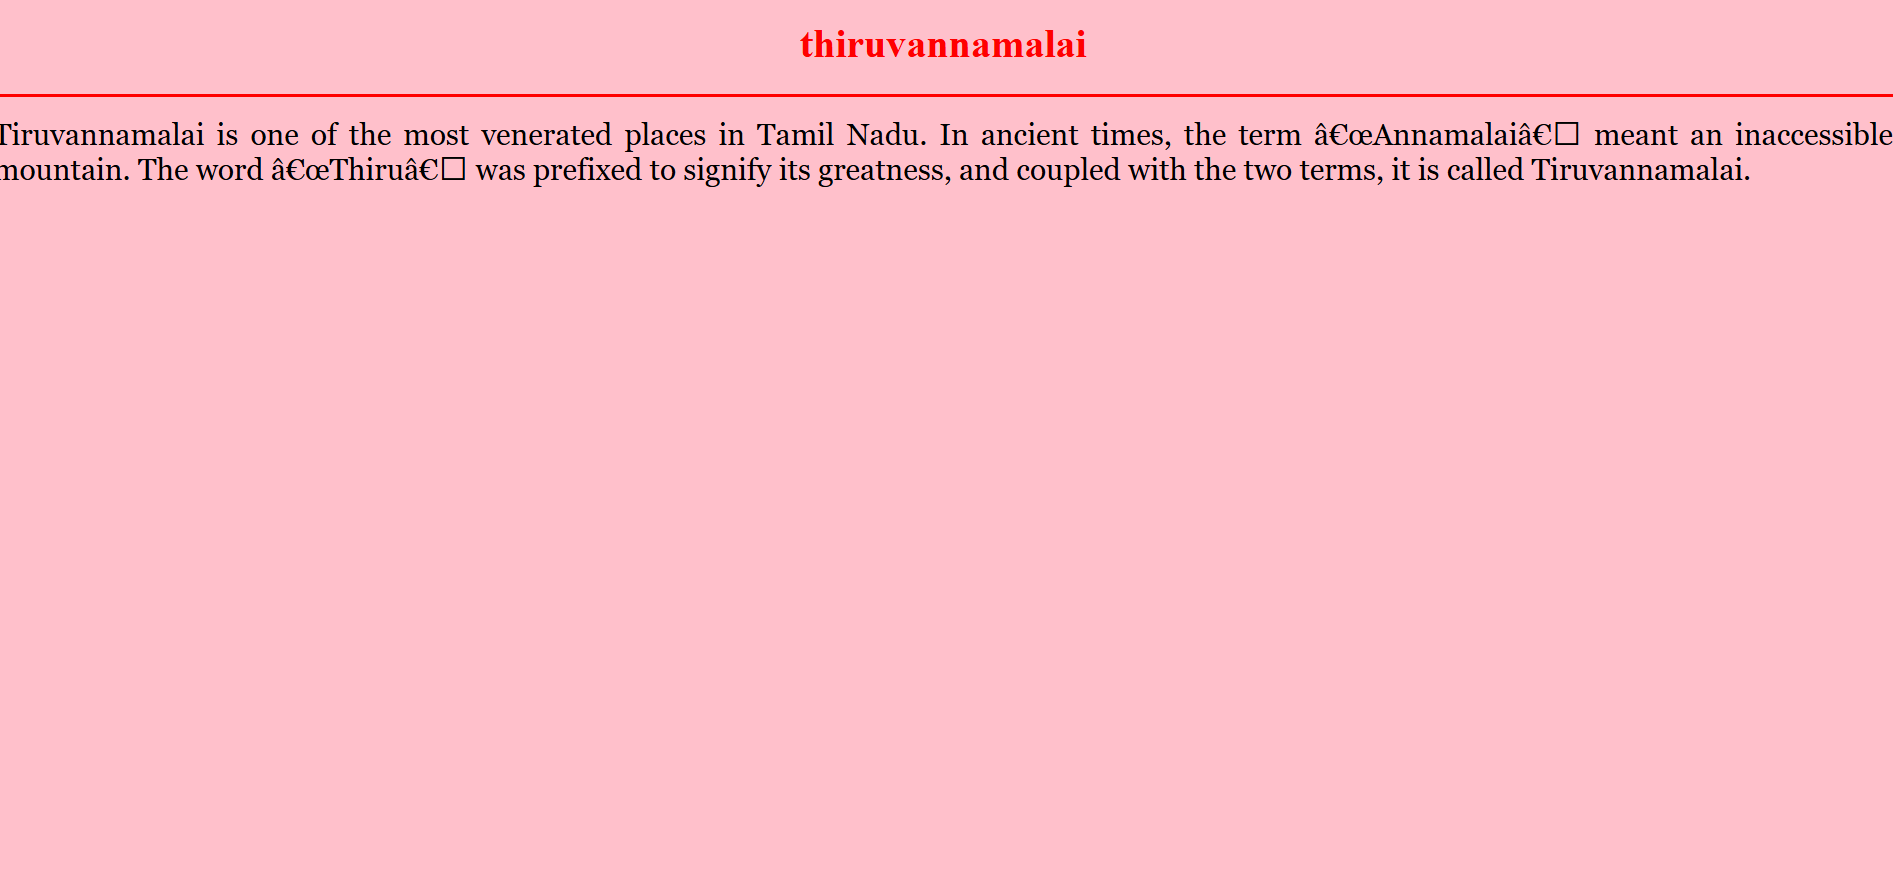 thiruvannamalai
Tiruvannamalai is one of the most venerated places in Tamil Nadu. In ancient times, the term â€œAnnamalaiâ€□ meant an inaccessible
mountain. The word â€œThiruâ€□ was prefixed to signify its greatness, and coupled with the two terms, it is called Tiruvannamalai.